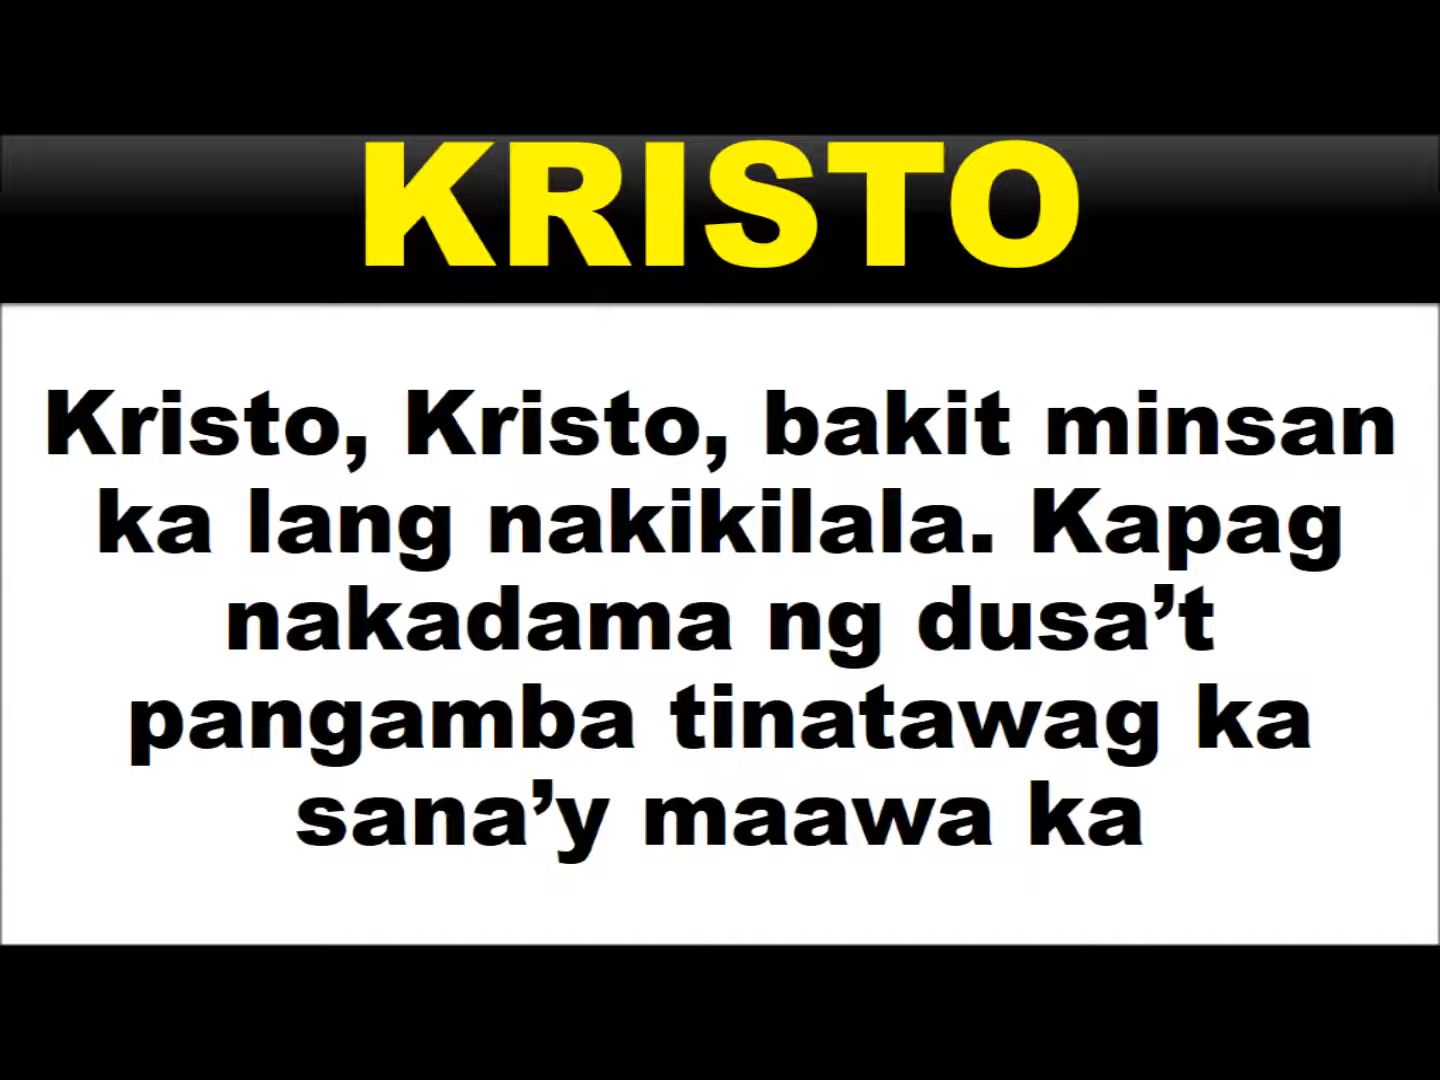 KRISTO
Kristo, Kristo, bakit minsan
ka lang nakikilala. Kapag
nakadama ng dusa’t
pangamba tinatawag ka
sana’y maawa ka